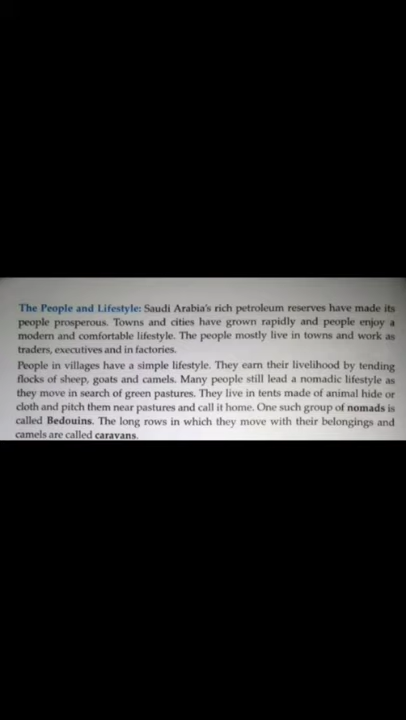 The People and Lifestyle: Saudi Arabia's rich petroleum reserves have made its
people prosperous. Towns and cities have grown rapidly and people enjoy a
modern and comfortable lifestyle. The people mostly live in towns and work as
traders, executives and in factories.
People in villages have a simple lifestyle. They earn their livelihood by tending
flocks of sheep, goats and camels. Many people still lead a nomadic lifestyle as
they move in search of green pastures. They live in tents made of animal hide or
cloth and pitch them near pastures and call it home. One such group of nomads is
called Bedouins. The long rows in which they move with their belongings and
camels are called caravans.